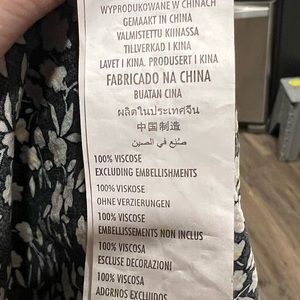 WYPRODUKOWANE W CHINACH
GEMAAKT IN CHINA
VALMISTETTU KIINASSA
TILLVERKAD I KINA
LAVET I KINA. PRODUSERT I KINA
FABRICADO NA CHINA
BUATAN CINA
ผลิตในประเทศจีน
中国制造
صُنِع في الصين
100% VISCOSE
EXCLUDING EMBELLISHMENTS
100% VISKOSE
OHNE VERZIERUNGEN
100% VISCOSE
EMBELLISSEMENTS NON INCLUS
100% VISCOSA
ESCLUSE DECORAZIONI
100% VISCOSA
ADORNOS EXCLUIDOS